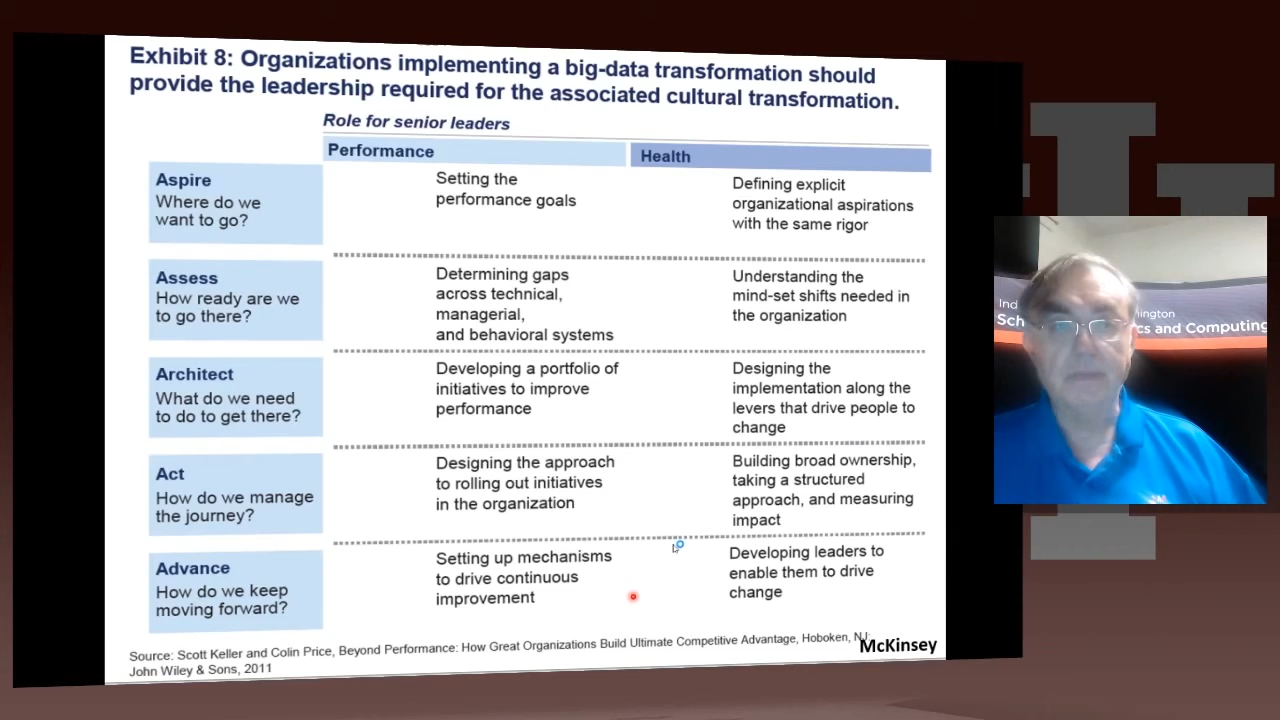 Exhibit 8: Organizations implementing a big-data transformation should
provide the leadership required for the associated cultural transformation.
Role for senior leaders
Performance
Health
Aspire
Where do we
want to go?
Setting the
performance goals
Defining explicit
organizational aspirations
with the same rigor
Assess
How ready are we
to go there?
Determining gaps
across technical,
managerial,
and behavioral systems
Understanding the
mind-set shifts needed in
the organization
Architect
What do we need
to do to get there?
Developing a portfolio of
initiatives to improve
performance
Designing the
implementation along the
levers that drive people to
change
Act
How do we manage
the journey?
Designing the approach
to rolling out initiatives
in the organization
Building broad ownership,
taking a structured
approach, and measuring
impact
Advance
How do we keep
moving forward?
Setting up mechanisms
to drive continuous
improvement
Developing leaders to
enable them to drive
change
Source: Scott Keller and Colin Price, Beyond Performance: How Great Organizations Build Ultimate Competitive Advantage, Hoboken, NJ:
John Wiley & Sons, 2011
McKinsey
Ind
lington
Sch
cs and Computing